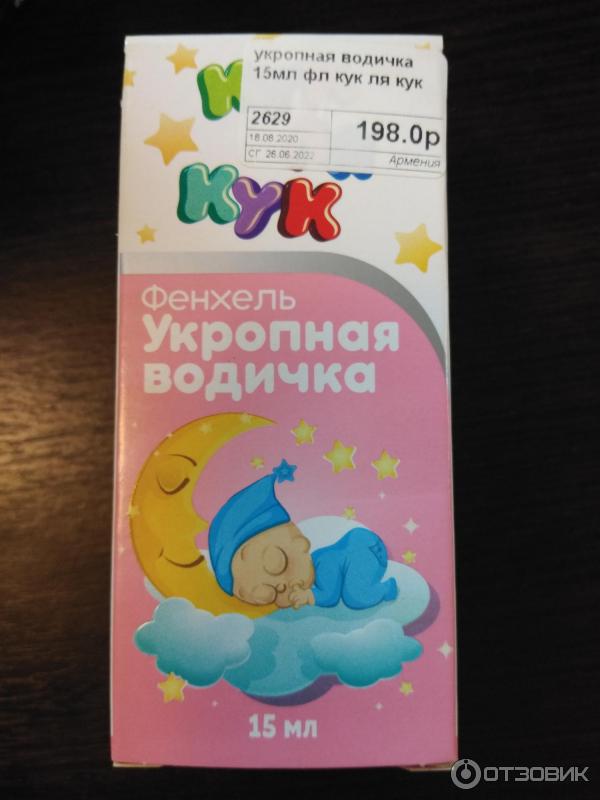 укропная водичка
15мл фл кук ля кук
2629
198.0р
18.08.2020
СГ 26.06.2022
Армения
Кук
Фенхель
Укропная
водичка
15 мл
ОТЗОВИК